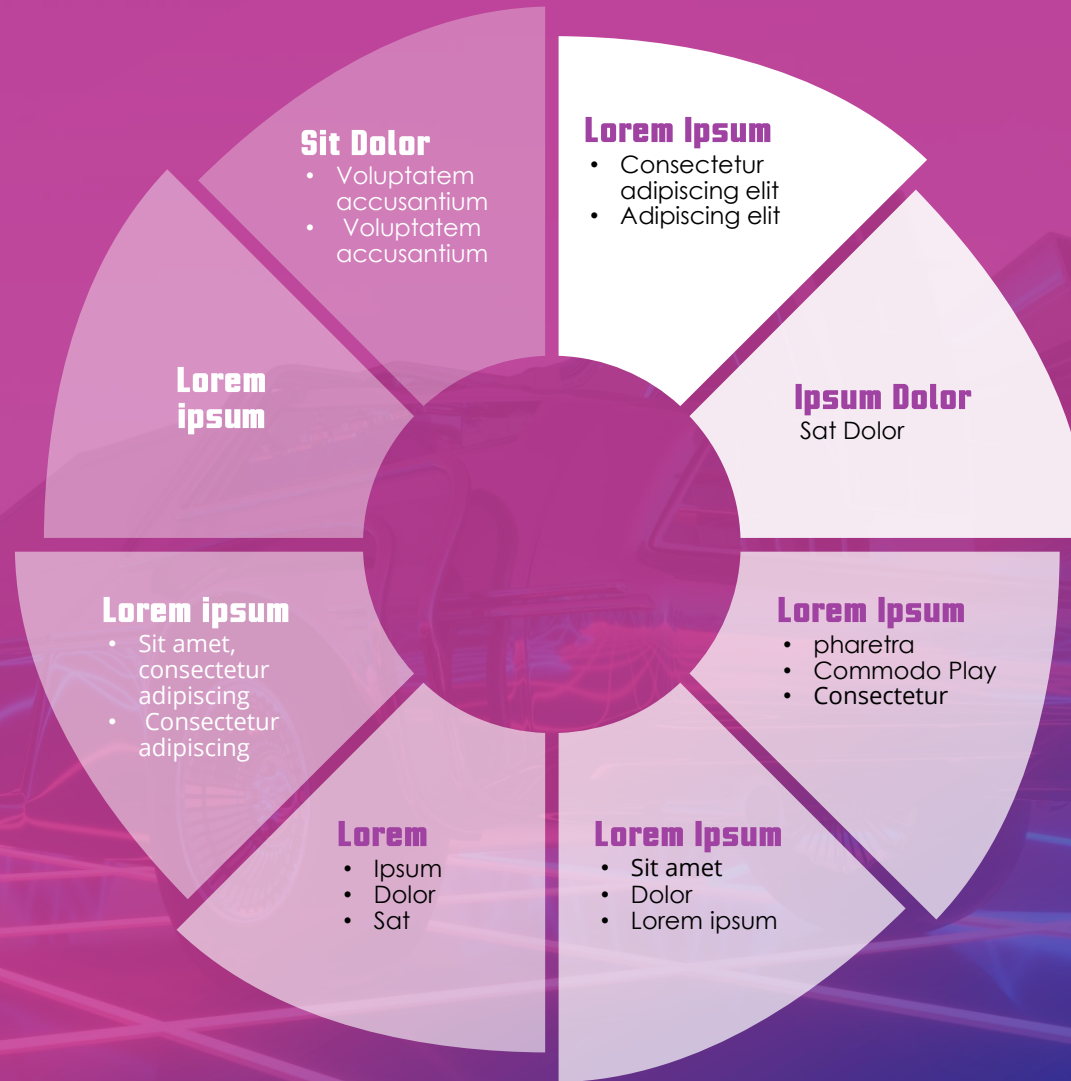 Lorem Ipsum
• Consectetur
adipiscing elit
• Adipiscing elit
Ipsum Dolor
Sat Dolor
Lorem Ipsum
• pharetra
• Commodo Play
• Consectetur
Lorem Ipsum
• Sit amet
• Dolor
• Lorem ipsum
Lorem
• Ipsum
• Dolor
• Sat
Lorem ipsum
• Sit amet,
consectetur
adipiscing
• Consectetur
adipiscing
Lorem
ipsum
Sit Dolor
• Voluptatem
accusantium
• Voluptatem
accusantium